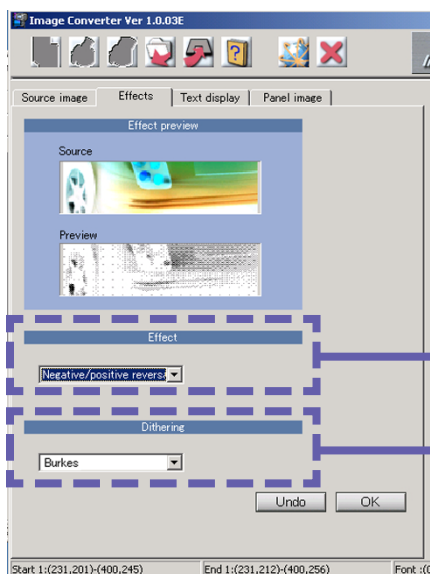 Image Converter Ver 1.0.03E
Source image Effects Text display Panel image
Effect preview
Source
Preview
Effect
Negative/positive revers
Dithering
Burkes
Undo OK
Start 1:(231,201)-(400,245) End 1:(231,212)-(400,256) Font :(